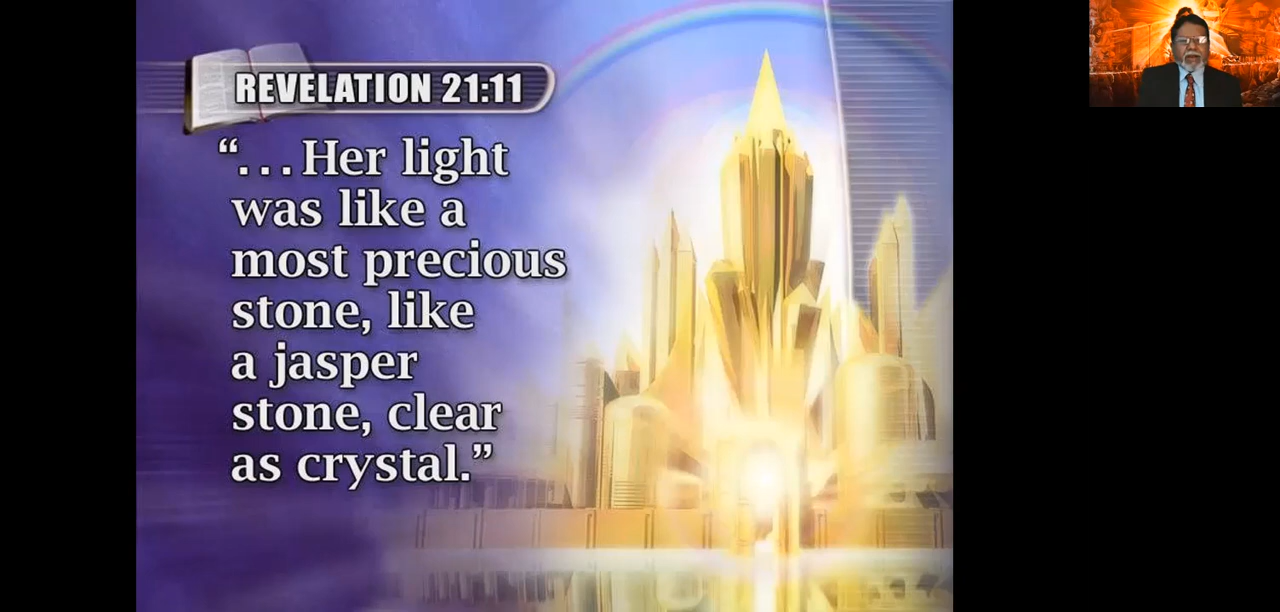 REVELATION 21:11
“...Her light
was like a
most precious
stone, like
a jasper
stone, clear
as crystal.”